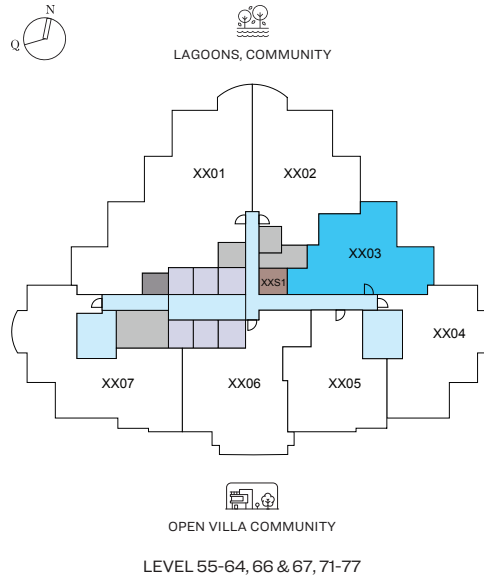 N
Q
LAGOONS, COMMUNITY
XX01
XX02
XX03
XXS1
XX04
XX05
XX06
XX07
OPEN VILLA COMMUNITY
LEVEL 55-64, 66 & 67, 71-77